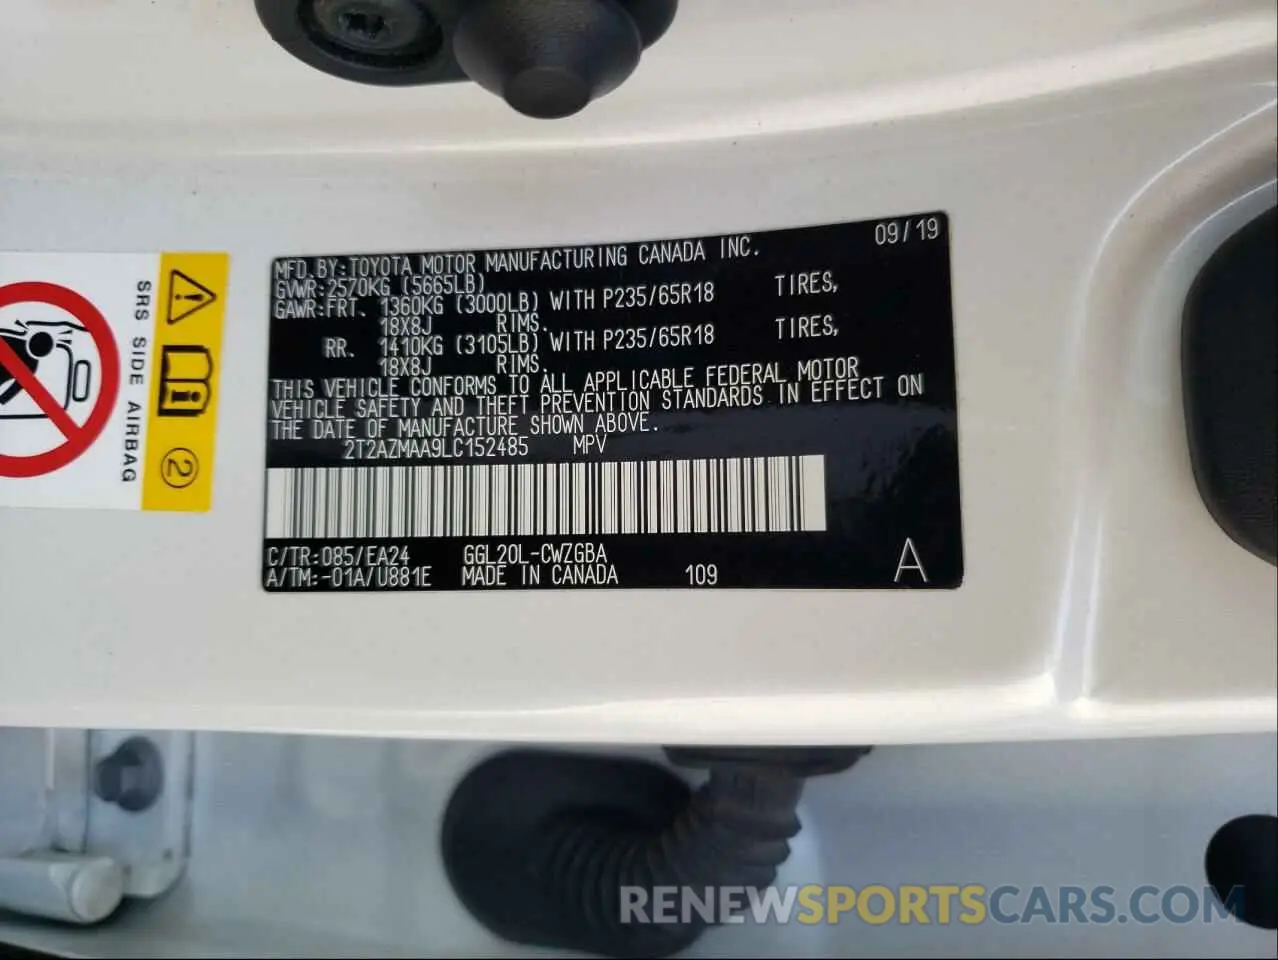 MFD.BY:TOYOTA MOTOR MANUFACTURING CANADA INC. 09/19
GVWR:2570KG (5665LB)
GAWR:FRT. 1360KG (3000LB) WITH P235/65R18 TIRES,
18X8J RIMS.
RR. 1410KG (3105LB) WITH P235/65R18 TIRES,
18X8J RIMS.
THIS VEHICLE CONFORMS TO ALL APPLICABLE FEDERAL MOTOR
VEHICLE SAFETY AND THEFT PREVENTION STANDARDS IN EFFECT ON
THE DATE OF MANUFACTURE SHOWN ABOVE.
2T2AZMAA9LC152485 MPV
C/TR:085/EA24 GGL20L-CWZGBA
A/TM:-01A/U881E MADE IN CANADA 109 A
SRS SIDE AIRBAG
2
RENEWSPORTSCARS.COM